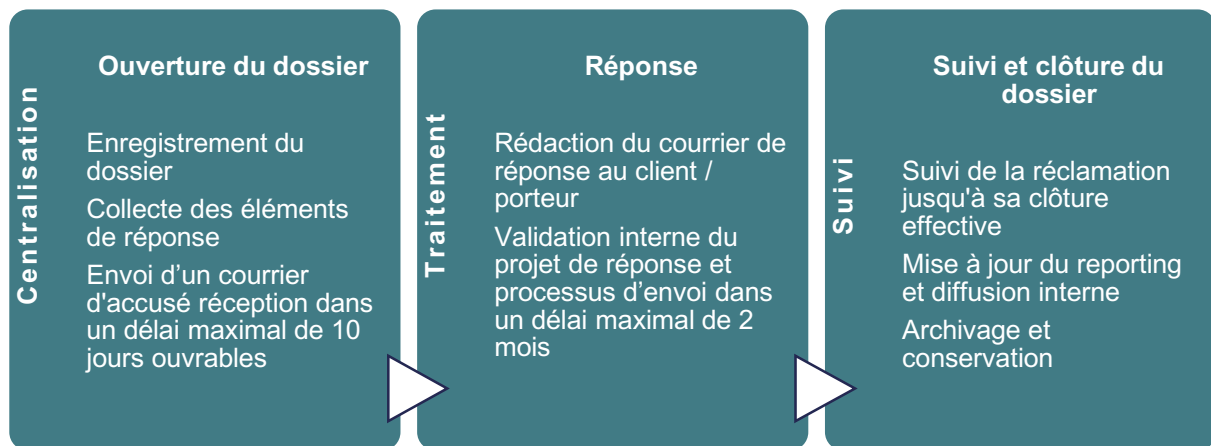 Centralisation
Ouverture du dossier
Enregistrement du
dossier
Collecte des éléments
de réponse
Envoi d’un courrier
d'accusé réception dans
un délai maximal de 10
jours ouvrables
Traitement
Réponse
Rédaction du courrier de
réponse au client /
porteur
Validation interne du
projet de réponse et
processus d’envoi dans
un délai maximal de 2
mois
Suivi
Suivi et clôture du
dossier
Suivi de la réclamation
jusqu'à sa clôture
effective
Mise à jour du reporting
et diffusion interne
Archivage et
conservation